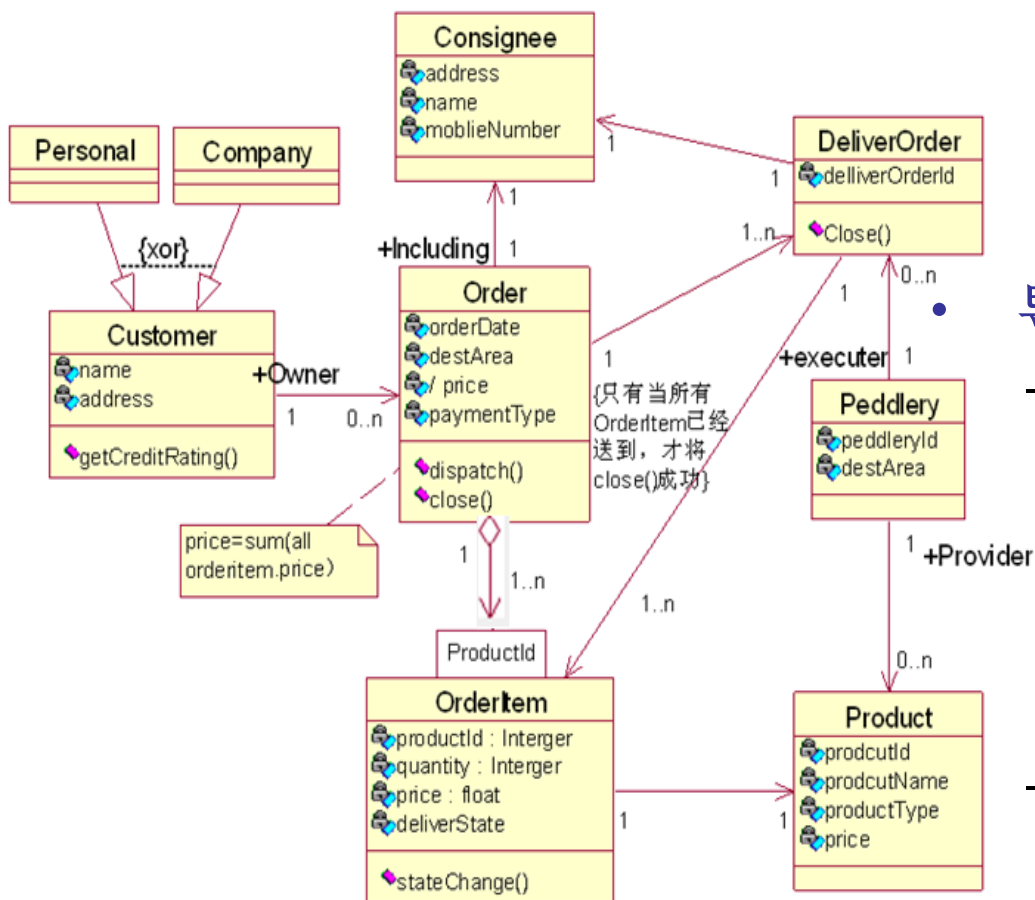 Consignee
address
name
moblieNumber
Personal
Company
{xor}
DeliverOrder
delliverOrderId
Close()
1
1
1
1
+Including
1..n
0..n
Customer
name
address
getCreditRating()
+Owner
1
0..n
Order
orderDate
destArea
/ price
paymentType
dispatch()
close()
1
1
+executer
1
{只有当所有
OrderItem已经
送到，才将
close()成功}
Peddlery
peddleryId
destArea
price=sum(all
orderitem.price）
1
1..n
1..n
1
+Provider
0..n
ProductId
OrderItem
productId : Interger
quantity : Interger
price : float
deliverState
stateChange()
1
1
Product
prodcutId
prodcutName
productType
price